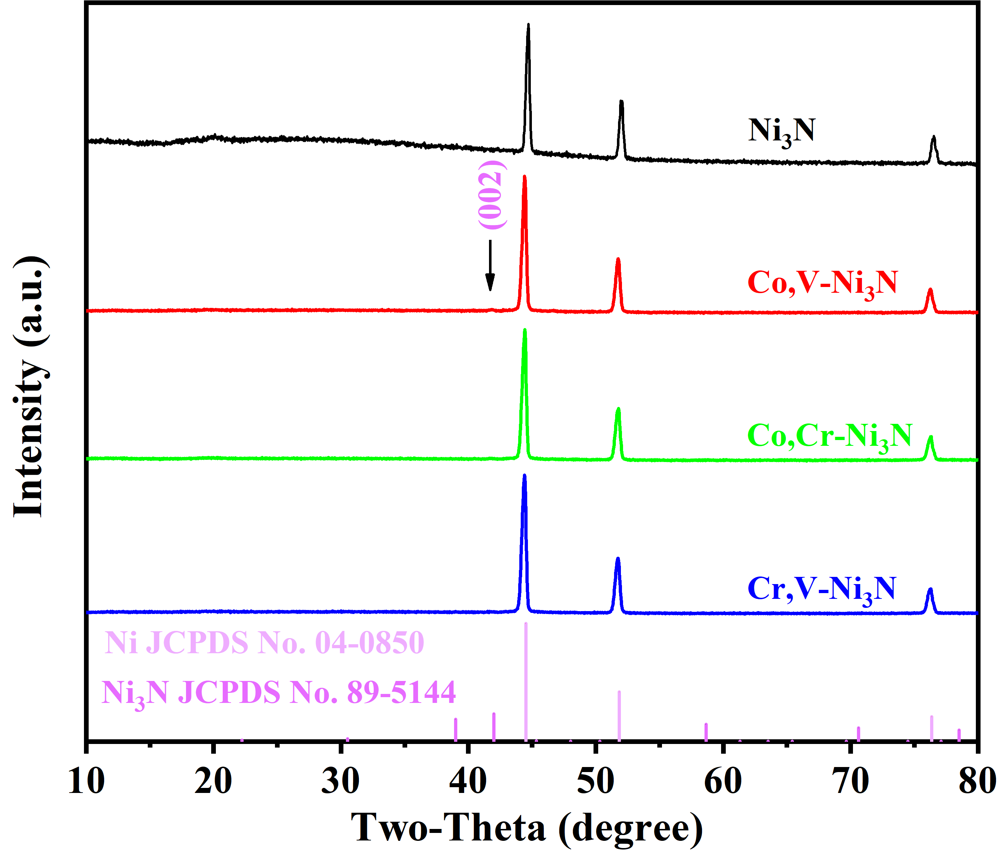 Ni₃N
(002)
Co,V-Ni₃N
Co,Cr-Ni₃N
Cr,V-Ni₃N
Ni JCPDS No. 04-0850
Ni₃N JCPDS No. 89-5144
Intensity (a.u.)
10 20 30 40 50 60 70 80
Two-Theta (degree)